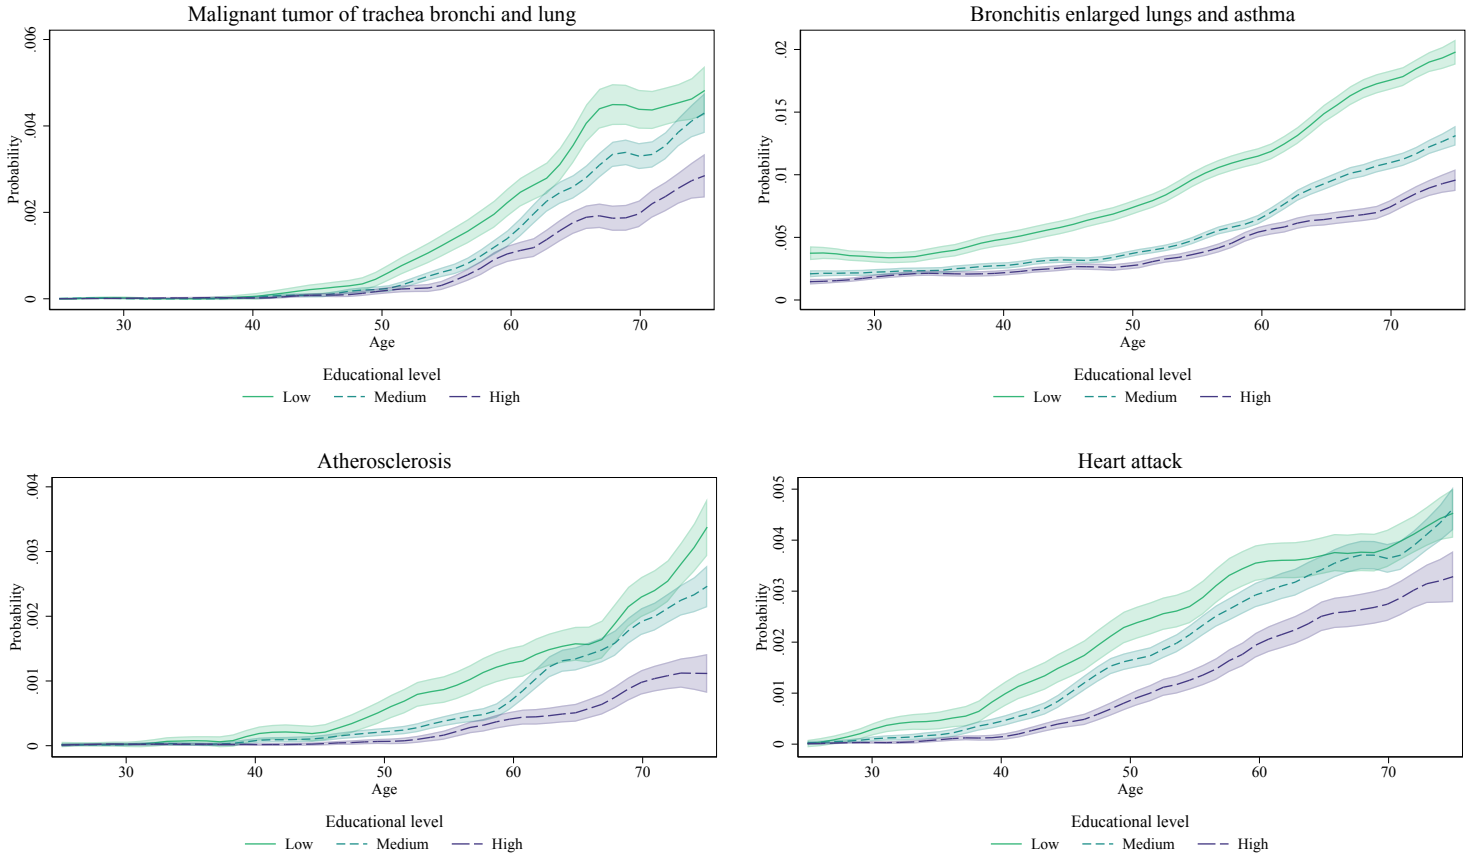 Malignant tumor of trachea bronchi and lung
Probability
.006
.004
.002
0
30 40 50 60 70
Age
Educational level
Low Medium High
Bronchitis enlarged lungs and asthma
Probability
.02
.015
.01
.005
0
30 40 50 60 70
Age
Educational level
Low Medium High
Atherosclerosis
Probability
.004
.003
.002
.001
0
30 40 50 60 70
Age
Educational level
Low Medium High
Heart attack
Probability
.005
.004
.003
.002
.001
0
30 40 50 60 70
Age
Educational level
Low Medium High